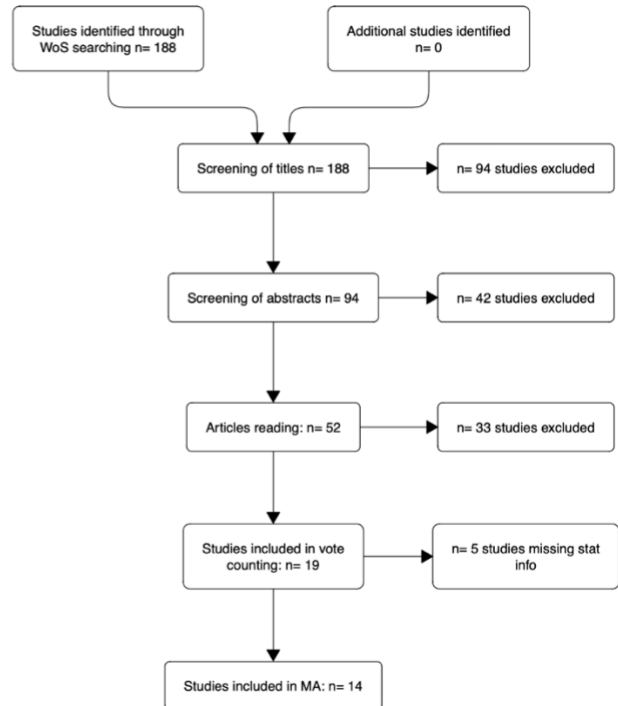 Studies identified through
WoS searching n= 188
Additional studies identified
n= 0
Screening of titles n= 188
n= 94 studies excluded
Screening of abstracts n= 94
n= 42 studies excluded
Articles reading: n= 52
n= 33 studies excluded
Studies included in vote
counting: n= 19
n= 5 studies missing stat
info
Studies included in MA: n= 14